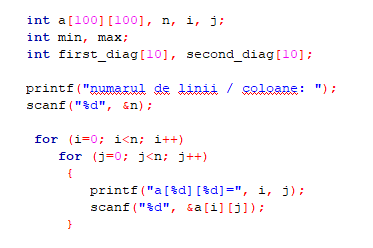 int a[100][100], n, i, j;
int min, max;
int first_diag[10], second_diag[10];
printf("numarul de linii / coloane: ");
scanf("%d", &n);
for (i=0; i<n; i++)
for (j=0; j<n; j++)
{
printf("a[%d][%d]=", i, j);
scanf("%d", &a[i][j]);
}